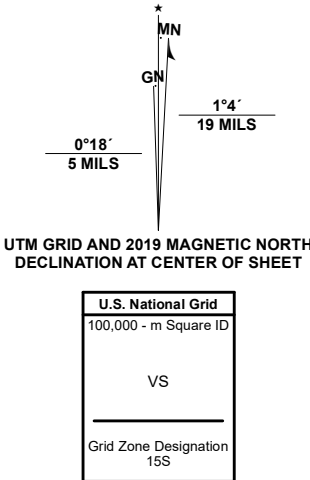 MN
GN
1°4´
19 MILS
0°18´
5 MILS
UTM GRID AND 2019 MAGNETIC NORTH
DECLINATION AT CENTER OF SHEET
U.S. National Grid
100,000 - m Square ID
VS
Grid Zone Designation
15S